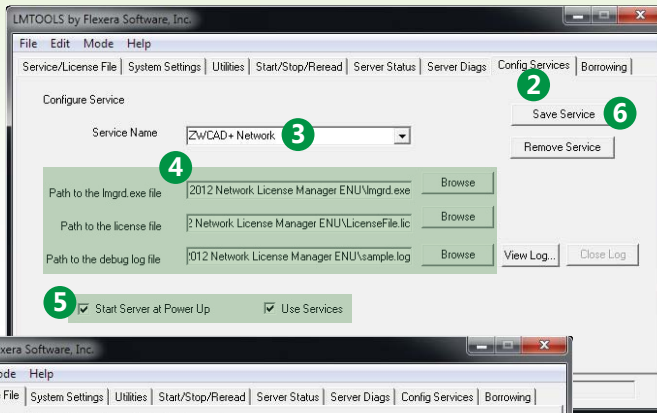 LMTOOLS by Flexera Software, Inc.
File Edit Mode Help
Service/License File System Settings Utilities Start/Stop/Reread Server Status Server Diags Config Services Borrowing
2
Configure Service
Save Service 6
Service Name ZWCAD+ Network 3
Remove Service
4
Path to the lmgrd.exe file 2012 Network License Manager ENU\lmgrd.exe Browse
Path to the license file 2 Network License Manager ENU\LicenseFile.lic Browse
Path to the debug log file 2012 Network License Manager ENU\sample.log Browse View Log... Close Log
5 Start Server at Power Up Use Services
xera Software, Inc.
ode Help
File System Settings Utilities Start/Stop/Reread Server Status Server Diags Config Services Borrowing